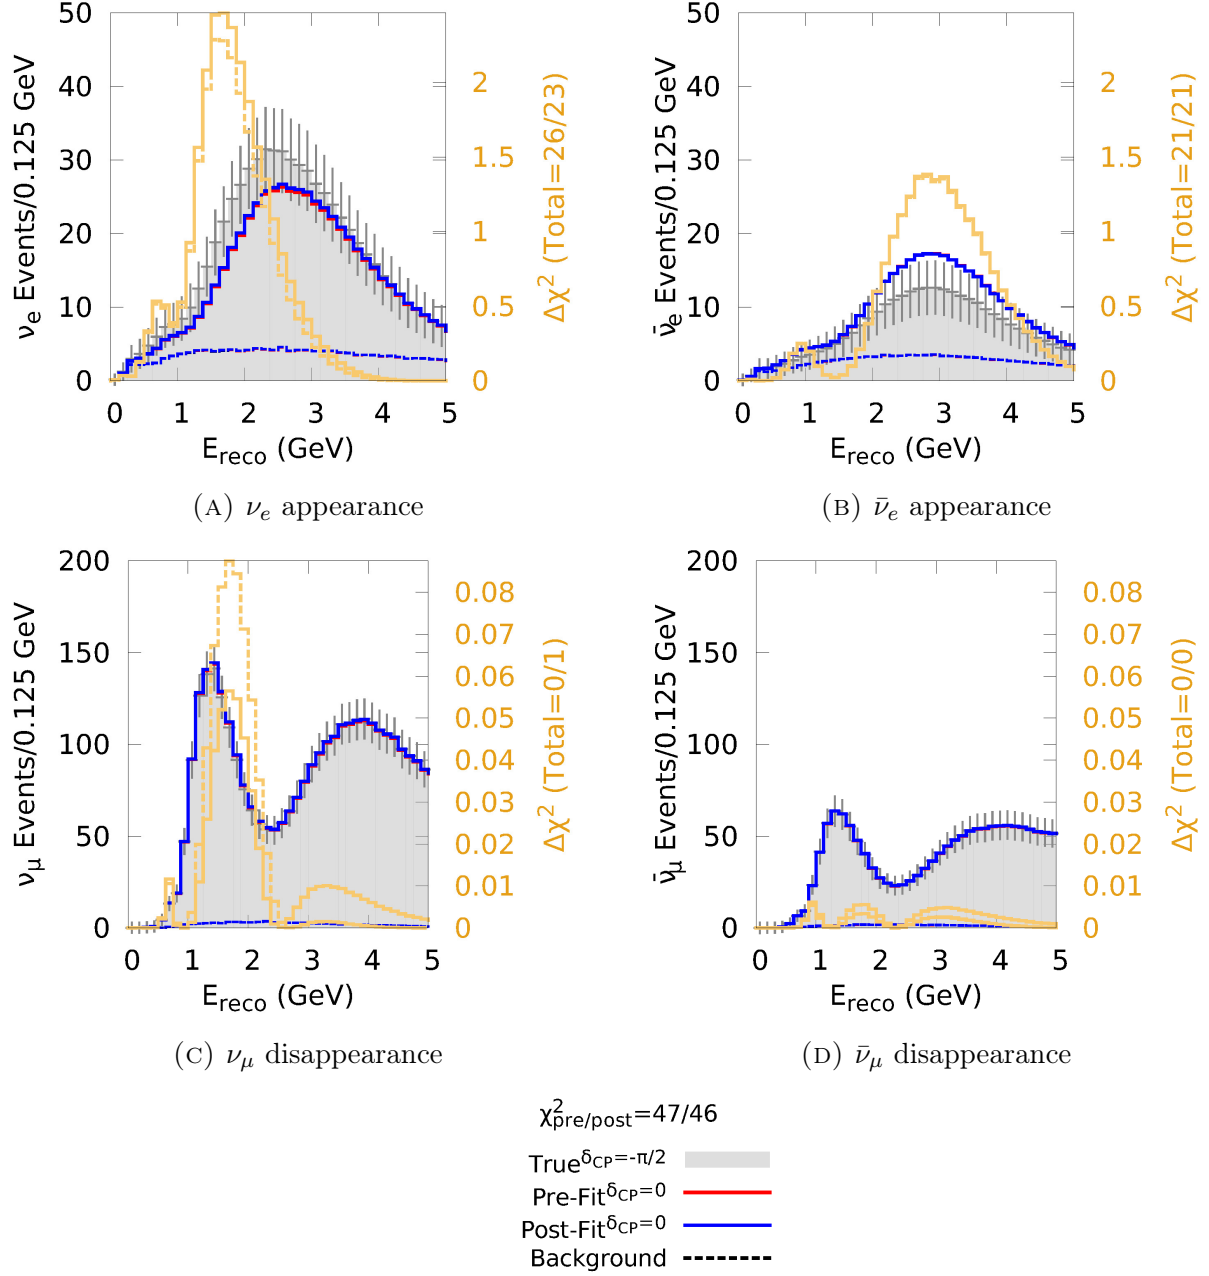 50
40
30
20
10
0
νe Events/0.125 GeV
2
1.5
1
0.5
0
Δχ² (Total=26/23)
0 1 2 3 4 5
Ereco (GeV)
(A) νe appearance
50
40
30
20
10
0
ν̄e Events/0.125 GeV
2
1.5
1
0.5
0
Δχ² (Total=21/21)
0 1 2 3 4 5
Ereco (GeV)
(B) ν̄e appearance
200
150
100
50
0
νμ Events/0.125 GeV
0.08
0.07
0.06
0.05
0.04
0.03
0.02
0.01
0
Δχ² (Total=0/1)
0 1 2 3 4 5
Ereco (GeV)
(C) νμ disappearance
200
150
100
50
0
ν̄μ Events/0.125 GeV
0.08
0.07
0.06
0.05
0.04
0.03
0.02
0.01
0
Δχ² (Total=0/0)
0 1 2 3 4 5
Ereco (GeV)
(D) ν̄μ disappearance
χ²pre/post=47/46
True δCP=-π/2
Pre-Fit δCP=0
Post-Fit δCP=0
Background